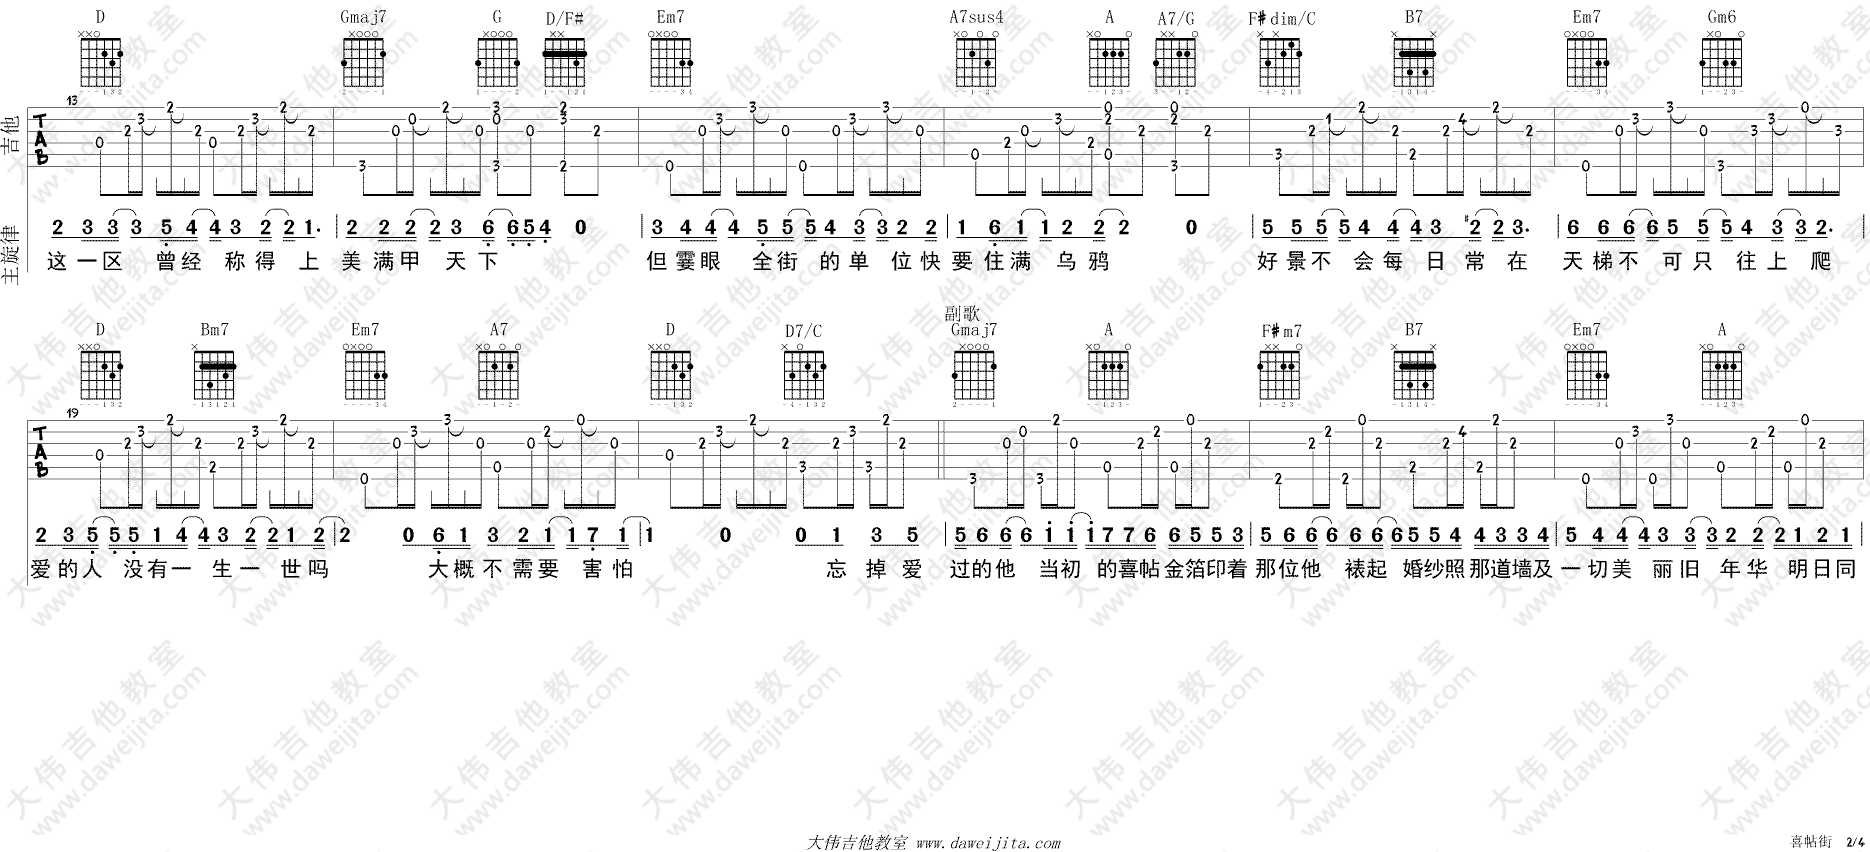 D Gmaj7 G D/F# Em7 A7sus4 A A7/G F#dim/C B7 Em7 Gm6
13
吉他
TAB
主旋律
2 3 3 3 5 4 4 3 2 2 1. | 2 2 2 2 3 6 6 5 4 0 | 3 4 4 4 5 5 5 4 3 3 2 2 | 1 6 1 1 2 2 2 0 | 5 5 5 5 4 4 3 #2 2 3. | 6 6 6 6 5 5 5 4 3 3 2. |
这一区 曾经 称得 上 美满甲 天下 但霎眼 全街 的单 位快 要住满 乌鸦 好景不 会每 日常 在 天梯不 可只 往上 爬
副歌
D Bm7 Em7 A7 D D7/C Gmaj7 A F#m7 B7 Em7 A
19
TAB
2 3 5 5 5 1 4 4 3 2 2 1 2 | 2 0 6 1 3 2 1 1 7 1 | 1 0 0 1 3 5 | 5 6 6 6 i i i 7 7 6 6 5 5 3 | 5 6 6 6 6 6 6 5 5 4 4 3 3 4 | 5 4 4 4 3 3 3 2 2 2 1 2 1 |
爱的人 没有一 生一 世吗 大概不需要 害怕 忘掉爱 过的他 当初 的喜帖金箔印着 那位他 裱起 婚纱照那道墙及 一切美 丽旧 年华 明日同
大伟吉他教室 www.daweijita.com
喜帖街 2/4